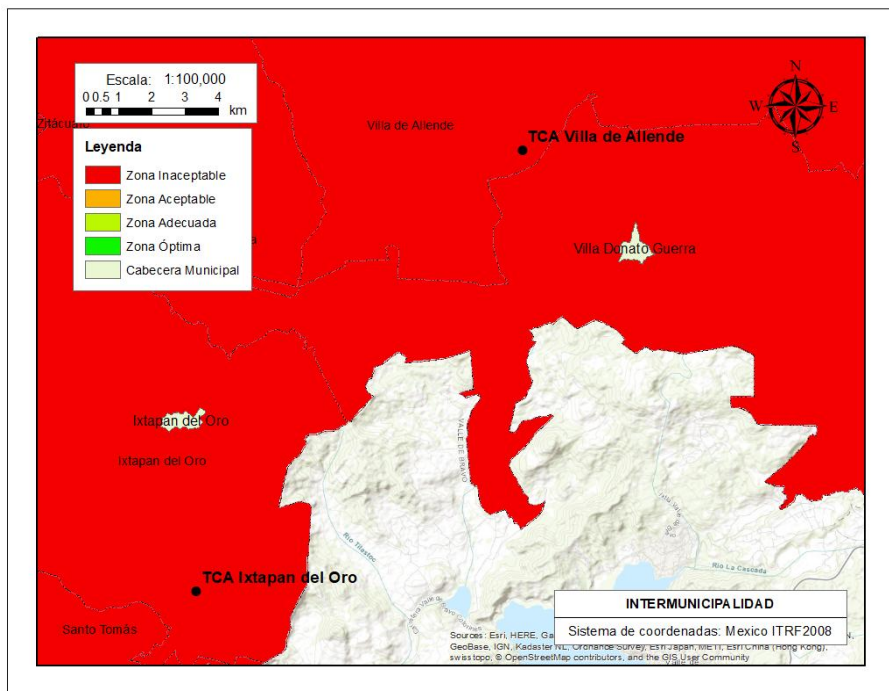 Escala: 1:100,000
0 0.5 1 2 3 4
km
N
W E
S
Zitácuaro
Villa de Allende
TCA Villa de Allende
Leyenda
Zona Inaceptable
Zona Aceptable
Zona Adecuada
Zona Óptima
Cabecera Municipal
Villa Donato Guerra
Ixtapan del Oro
Ixtapan del Oro
VALLE DE BRAVO
Río Tilostoc
Río La Cascada
TCA Ixtapan del Oro
Santo Tomás
INTERMUNICIPALIDAD
Sistema de coordenadas: Mexico ITRF2008
Sources: Esri, HERE, Ga
GeoBase, IGN, Kadaster NL, Ordnance Survey, Esri Japan, METI, Esri China (Hong Kong),
swisstopo, © OpenStreetMap contributors, and the GIS User Community